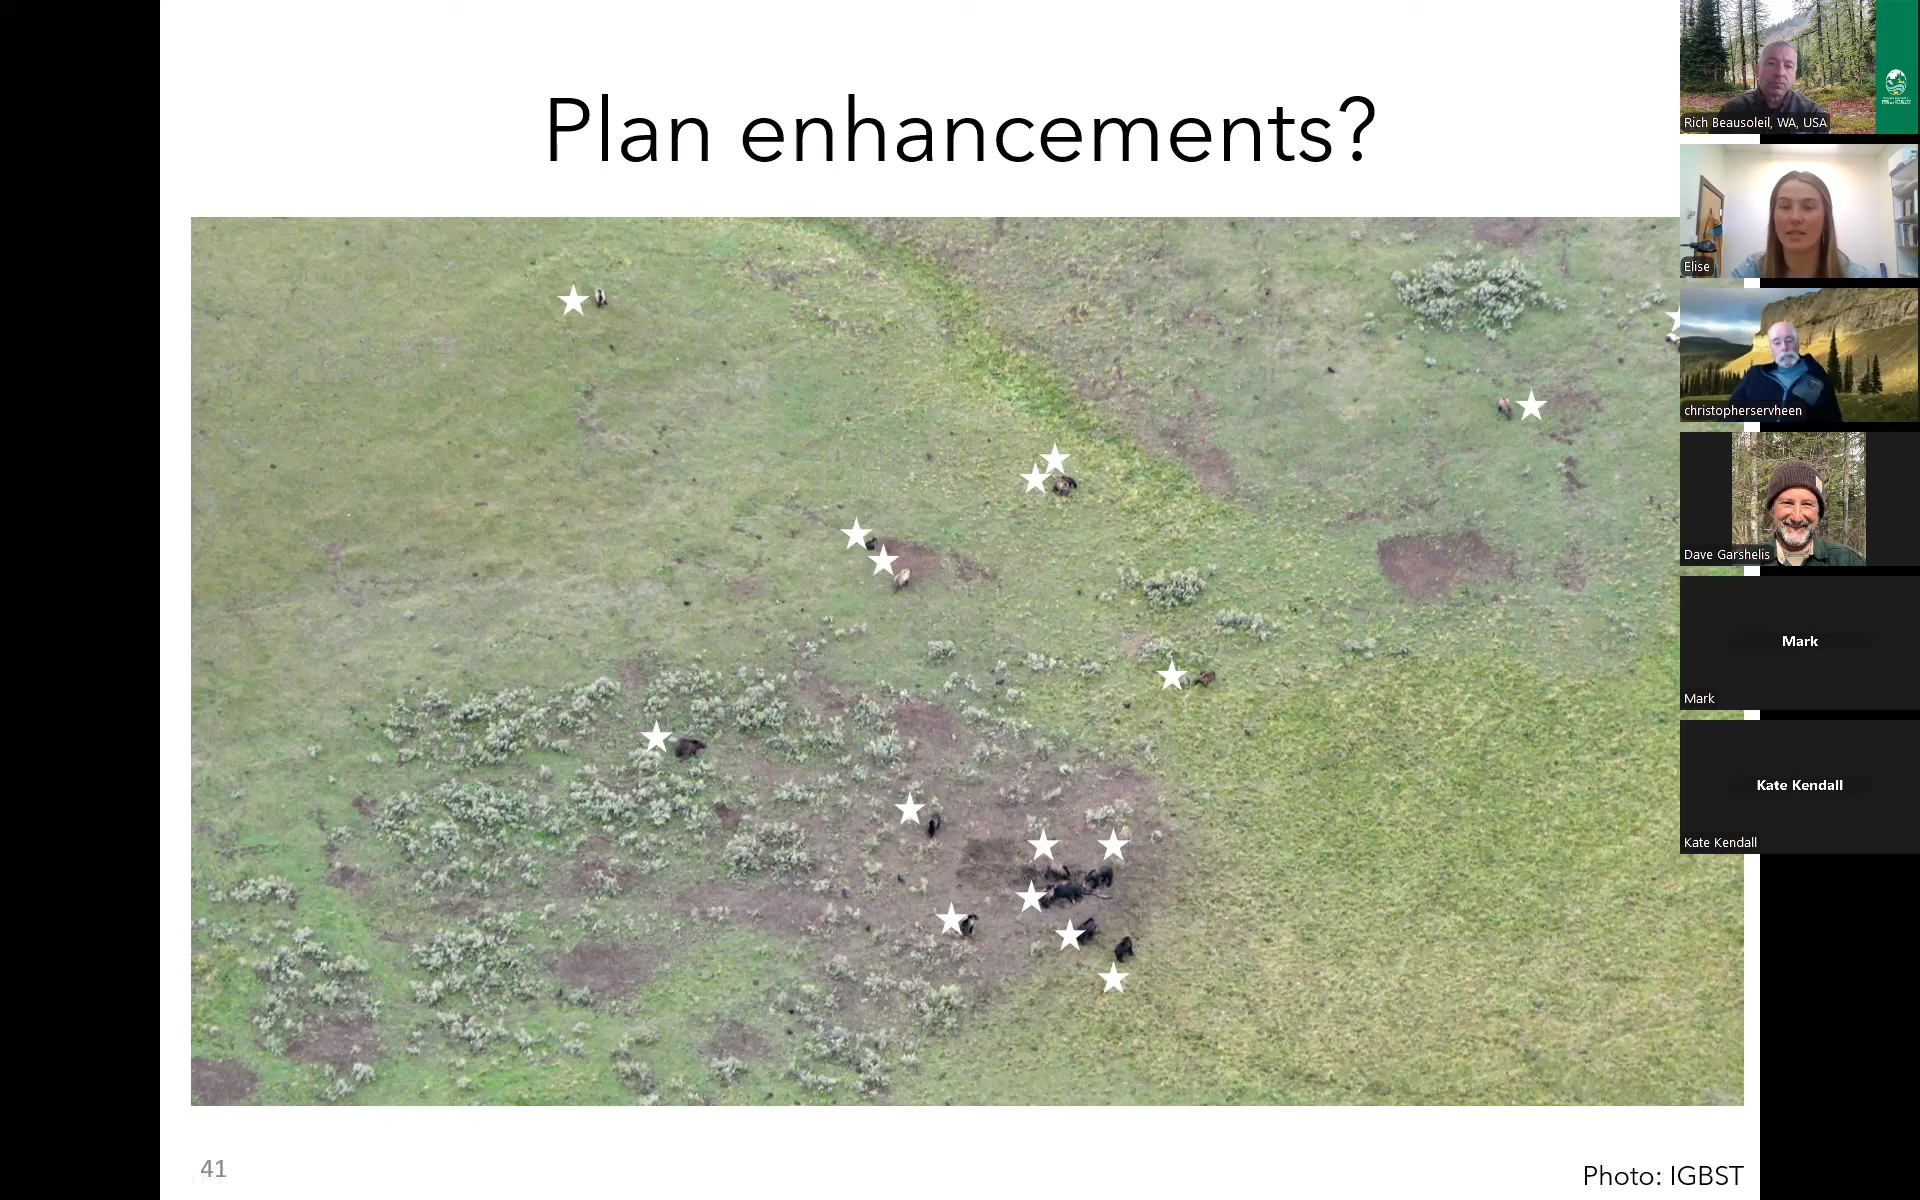 Plan enhancements?
Rich Beausoleil, WA, USA
Elise
christopherservheen
Dave Garshelis
Mark
Mark
Kate Kendall
Kate Kendall
41
Photo: IGBST